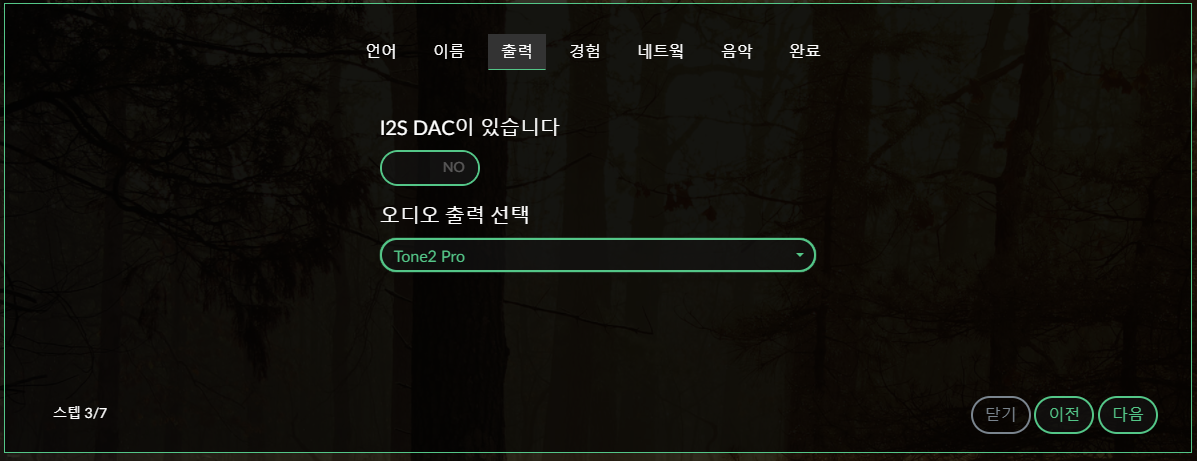 언어 이름 출력 경험 네트웍 음악 완료
I2S DAC이 있습니다
NO
오디오 출력 선택
Tone2 Pro
스텝 3/7
닫기 이전 다음